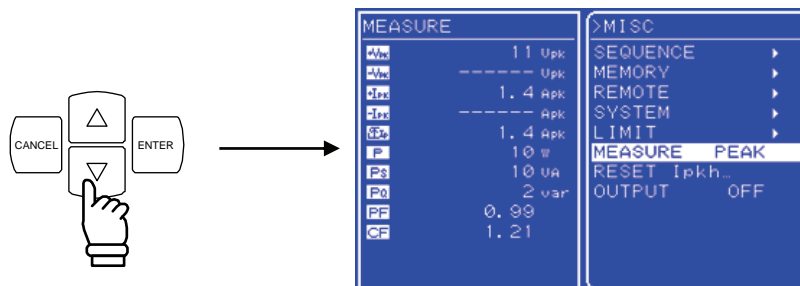 CANCEL
ENTER
MEASURE
+Vpk 11 Vpk
-Vpk ------ Vpk
+Ipk 1.4 Apk
-Ipk ------ Apk
1.4 Apk
P 10 W
Ps 10 VA
PQ 2 var
PF 0.99
CF 1.21
>MISC
SEQUENCE
MEMORY
REMOTE
SYSTEM
LIMIT
MEASURE PEAK
RESET Ipkh…
OUTPUT OFF